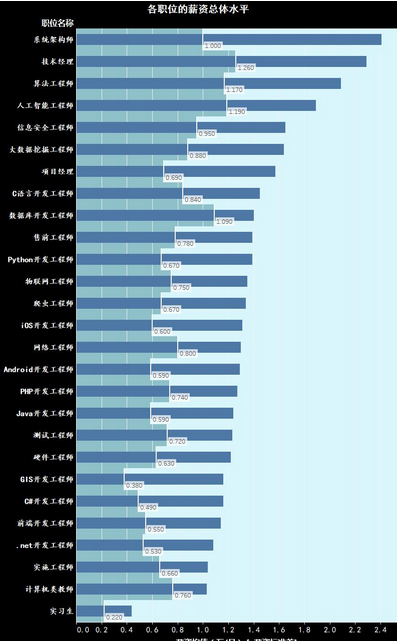 各职位的薪资总体水平
职位名称
系统架构师 1.000
技术经理 1.260
算法工程师 1.170
人工智能工程师 1.190
信息安全工程师 0.950
大数据挖掘工程师 0.880
项目经理 0.690
C语言开发工程师 0.840
数据库开发工程师 1.090
售前工程师 0.780
Python开发工程师 0.670
物联网工程师 0.750
爬虫工程师 0.670
iOS开发工程师 0.600
网络工程师 0.800
Android开发工程师 0.590
PHP开发工程师 0.740
Java开发工程师 0.590
测试工程师 0.720
硬件工程师 0.630
GIS开发工程师 0.380
C#开发工程师 0.490
前端开发工程师 0.550
.net开发工程师 0.530
实施工程师 0.660
计算机类教师 0.760
实习生 0.220
0.0 0.2 0.4 0.6 0.8 1.0 1.2 1.4 1.6 1.8 2.0 2.2 2.4